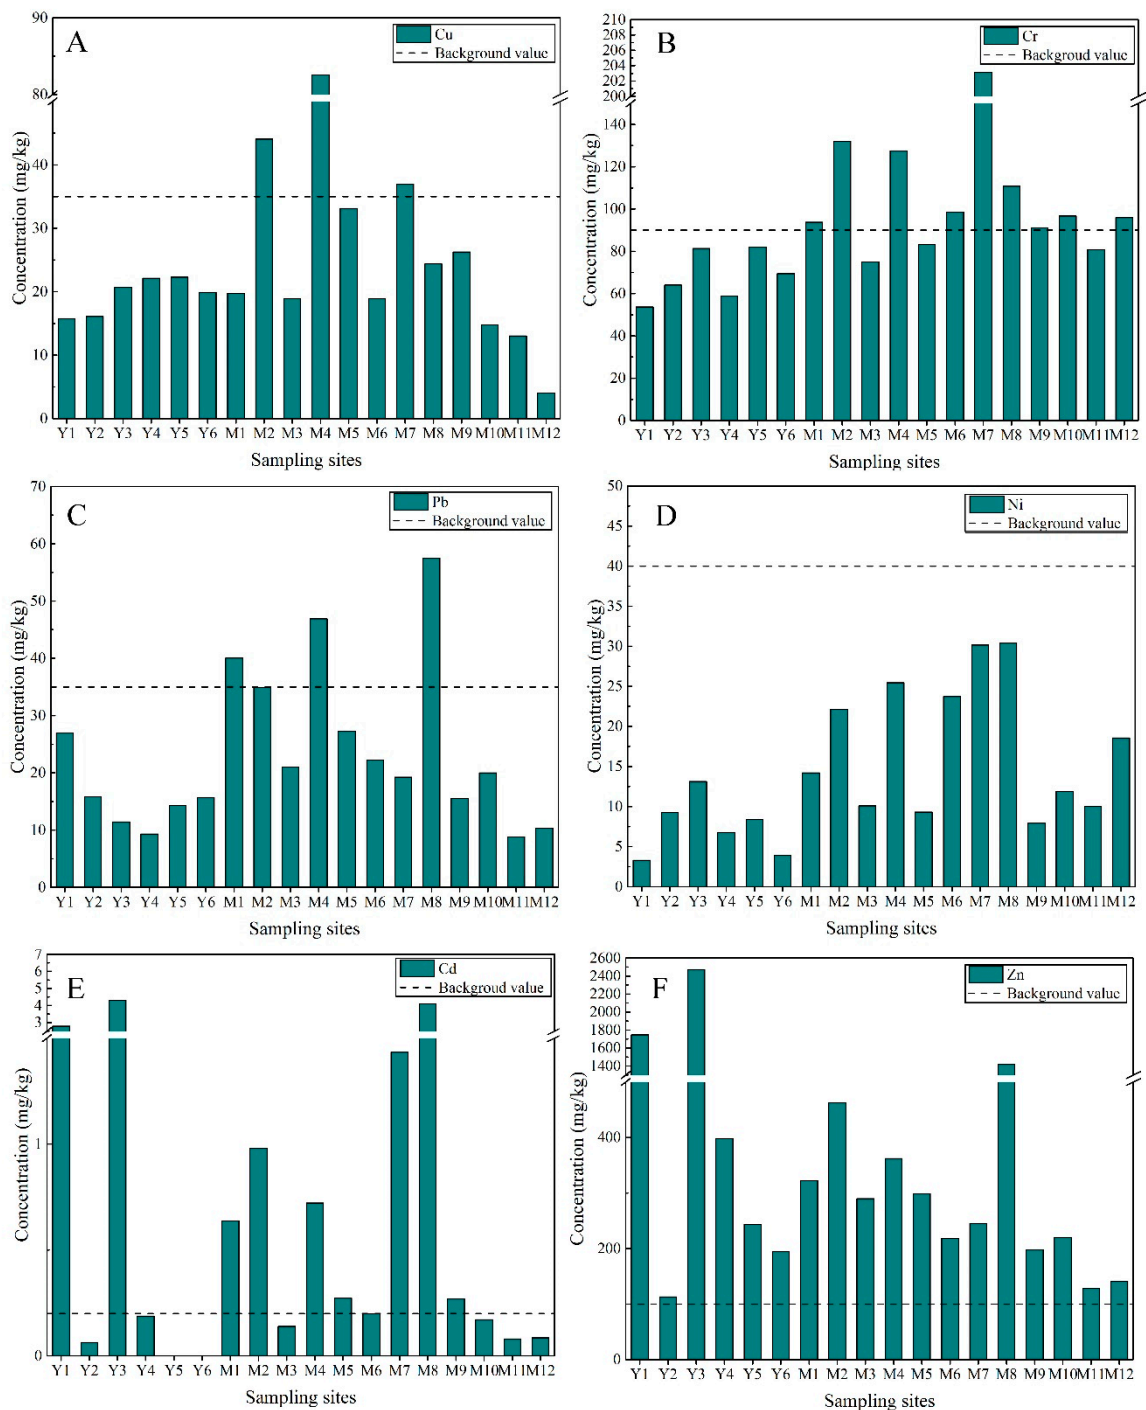 A
Cu
Background value
90
80
40
30
20
10
0
Concentration (mg/kg)
Y1 Y2 Y3 Y4 Y5 Y6 M1 M2 M3 M4 M5 M6 M7 M8 M9 M10 M11 M12
Sampling sites
B
Cr
Backgroud value
210
208
206
204
202
200
140
120
100
80
60
40
20
0
Concentration (mg/kg)
Y1 Y2 Y3 Y4 Y5 Y6 M1 M2 M3 M4 M5 M6 M7 M8 M9 M10 M11 M12
Sampling sites
C
Pb
Background value
70
60
50
40
30
20
10
0
Concentration (mg/kg)
Y1 Y2 Y3 Y4 Y5 Y6 M1 M2 M3 M4 M5 M6 M7 M8 M9 M10 M11 M12
Sampling sites
D
Ni
Background value
50
45
40
35
30
25
20
15
10
5
0
Concentration (mg/kg)
Y1 Y2 Y3 Y4 Y5 Y6 M1 M2 M3 M4 M5 M6 M7 M8 M9 M10 M11 M12
Sampling sites
E
Cd
Backgroud value
7
6
5
4
3
1
0
Concentration (mg/kg)
Y1 Y2 Y3 Y4 Y5 Y6 M1 M2 M3 M4 M5 M6 M7 M8 M9 M10 M11 M12
Sampling sites
F
Zn
Background value
2600
2400
2200
2000
1800
1600
1400
400
200
0
Concentration (mg/kg)
Y1 Y2 Y3 Y4 Y5 Y6 M1 M2 M3 M4 M5 M6 M7 M8 M9 M10 M11 M12
Sampling sites